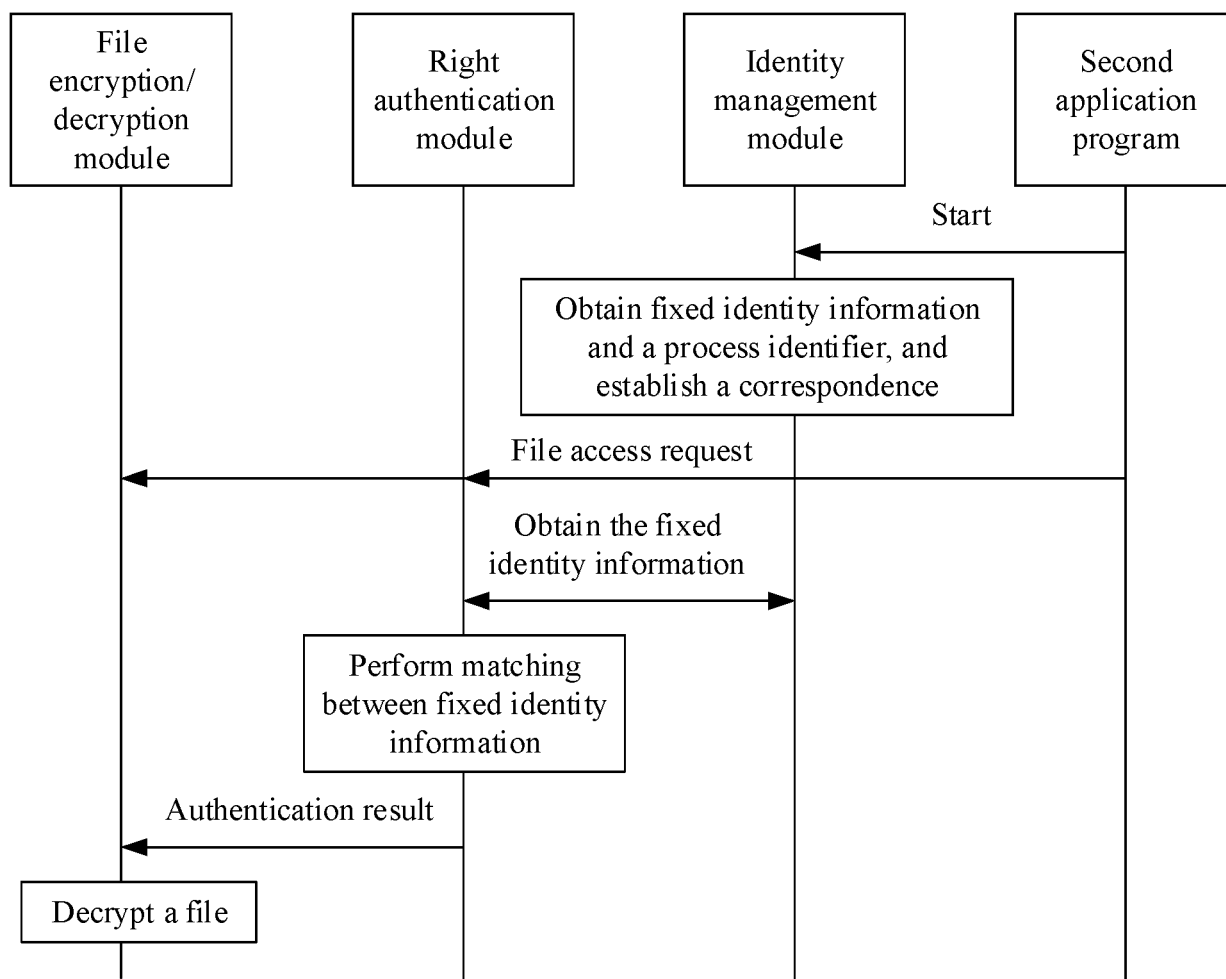 File
encryption/
decryption
module
Right
authentication
module
Identity
management
module
Second
application
program
Start
Obtain fixed identity information
and a process identifier, and
establish a correspondence
File access request
Obtain the fixed
identity information
Perform matching
between fixed identity
information
Authentication result
Decrypt a file